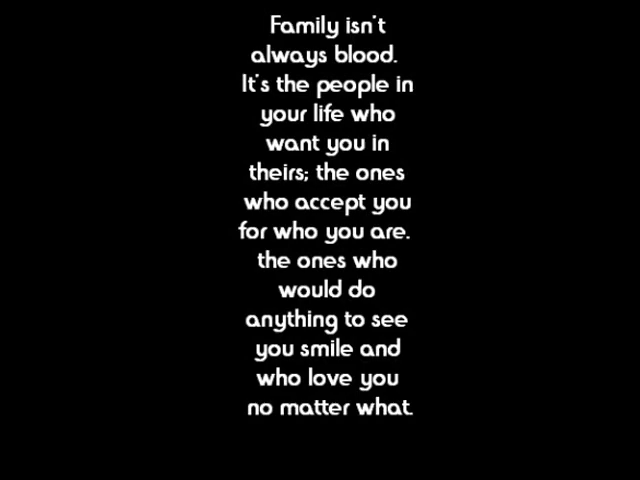 Family isn't
always blood.
It's the people in
your life who
want you in
theirs; the ones
who accept you
for who you are.
the ones who
would do
anything to see
you smile and
who love you
no matter what.